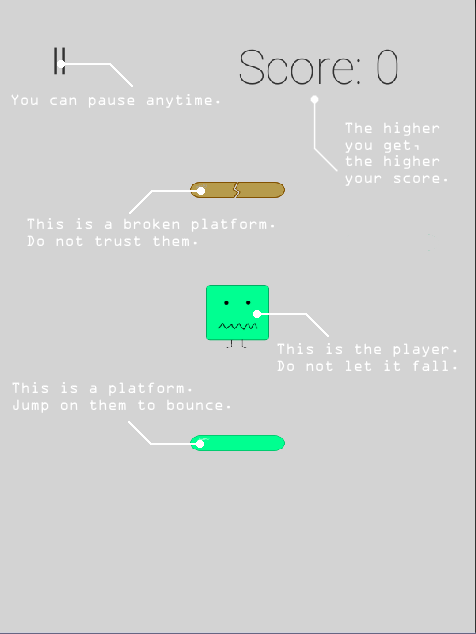 Score: 0
You can pause anytime.
The higher
you get,
the higher
your score.
This is a broken platform.
Do not trust them.
This is the player.
Do not let it fall.
This is a platform.
Jump on them to bounce.